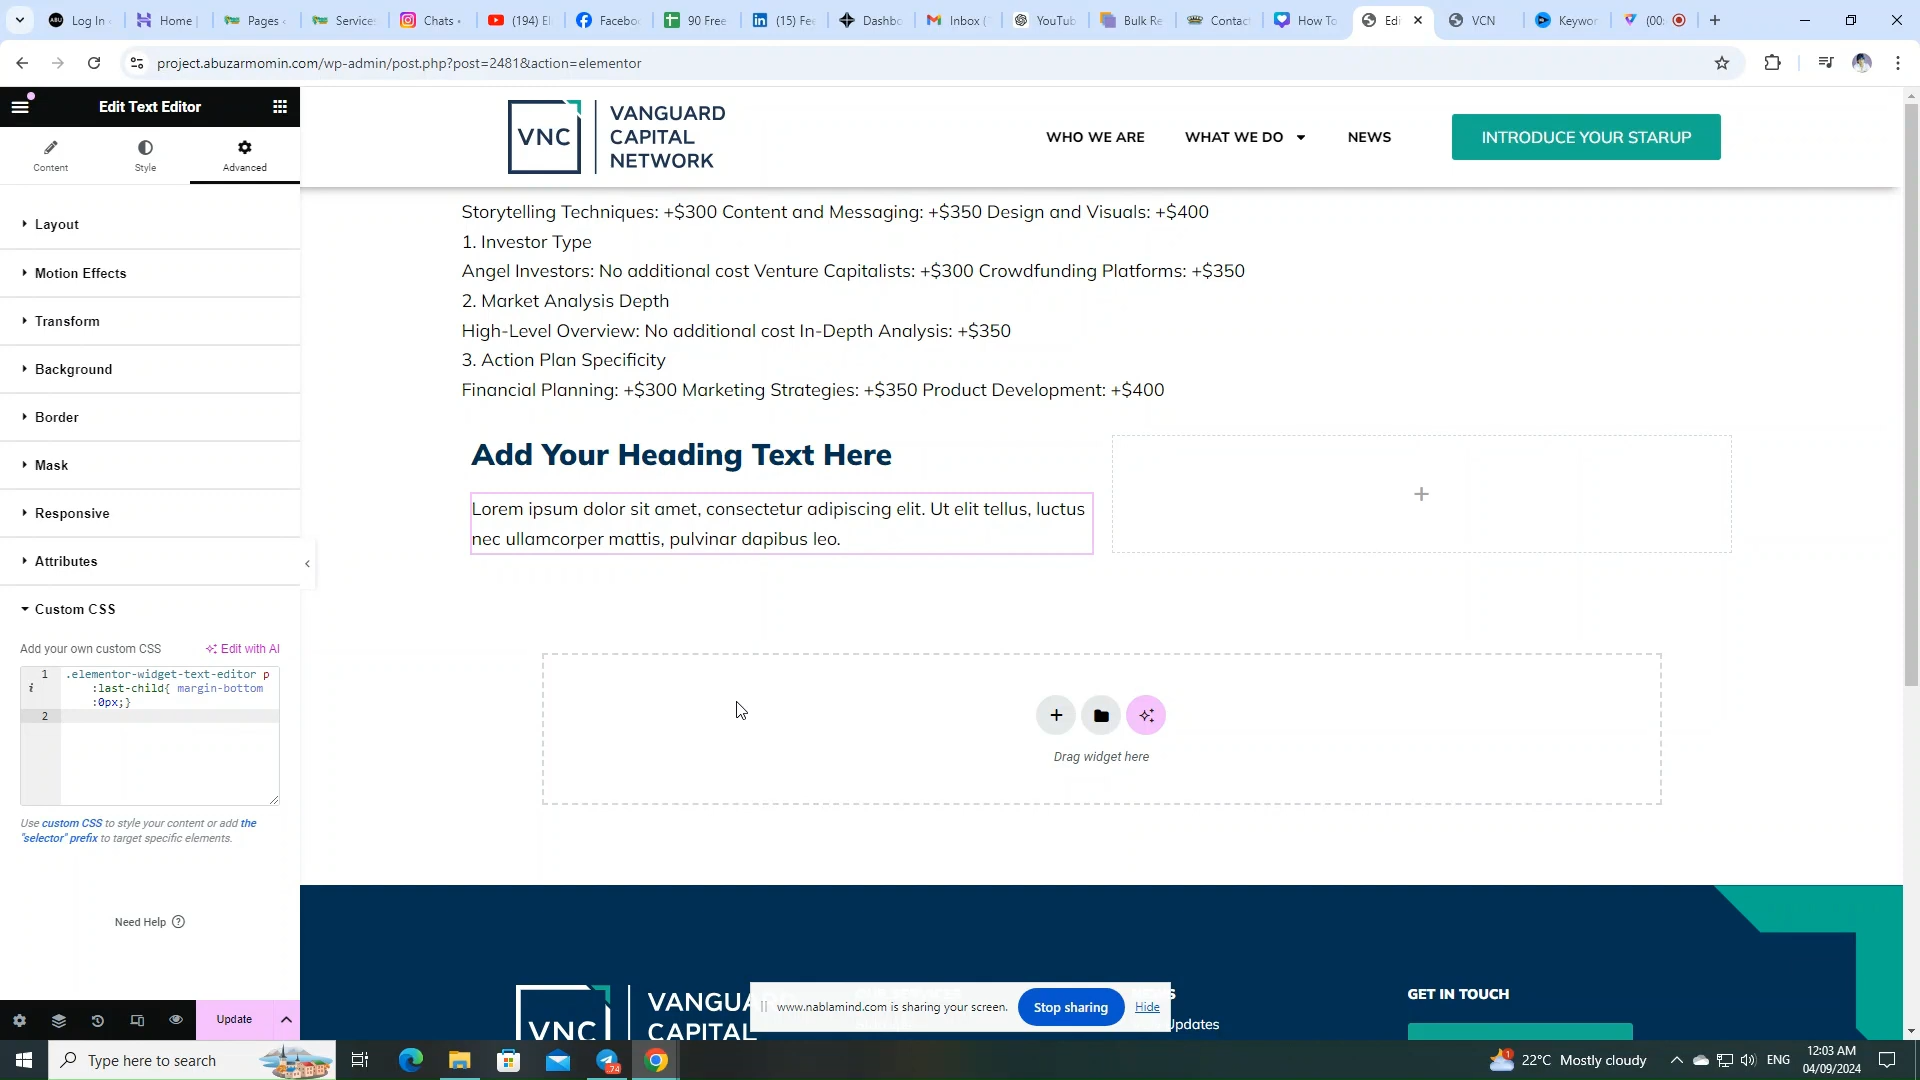 Log In
Home
Pages
Service
Chats
(194) El
Facebo
90 Free
(15) Fee
Dashbo
Inbox (
YouTub
Bulk Re
Contac
How To
Edi
VCN
Keywor
(00:
project.abuzarmomin.com/wp-admin/post.php?post=2481&action=elementor
Edit Text Editor
Content
Style
Advanced
Layout
Motion Effects
Transform
Background
Border
Mask
Responsive
Attributes
Custom CSS
Add your own custom CSS
Edit with AI
1 .elementor-widget-text-editor p
:last-child{ margin-bottom
:0px;}
2
Use custom CSS to style your content or add the
"selector" prefix to target specific elements.
Need Help
Update
VNC
VANGUARD
CAPITAL
NETWORK
WHO WE ARE
WHAT WE DO
NEWS
INTRODUCE YOUR STARUP
Storytelling Techniques: +$300 Content and Messaging: +$350 Design and Visuals: +$400
1. Investor Type
Angel Investors: No additional cost Venture Capitalists: +$300 Crowdfunding Platforms: +$350
2. Market Analysis Depth
High-Level Overview: No additional cost In-Depth Analysis: +$350
3. Action Plan Specificity
Financial Planning: +$300 Marketing Strategies: +$350 Product Development: +$400
Add Your Heading Text Here
Lorem ipsum dolor sit amet, consectetur adipiscing elit. Ut elit tellus, luctus
nec ullamcorper mattis, pulvinar dapibus leo.
Drag widget here
VNC
VANGUA
CAPITAL
Updates
GET IN TOUCH
www.nablamind.com is sharing your screen.
Stop sharing
Hide
Type here to search
74
1
22°C Mostly cloudy
ENG
12:03 AM
04/09/2024